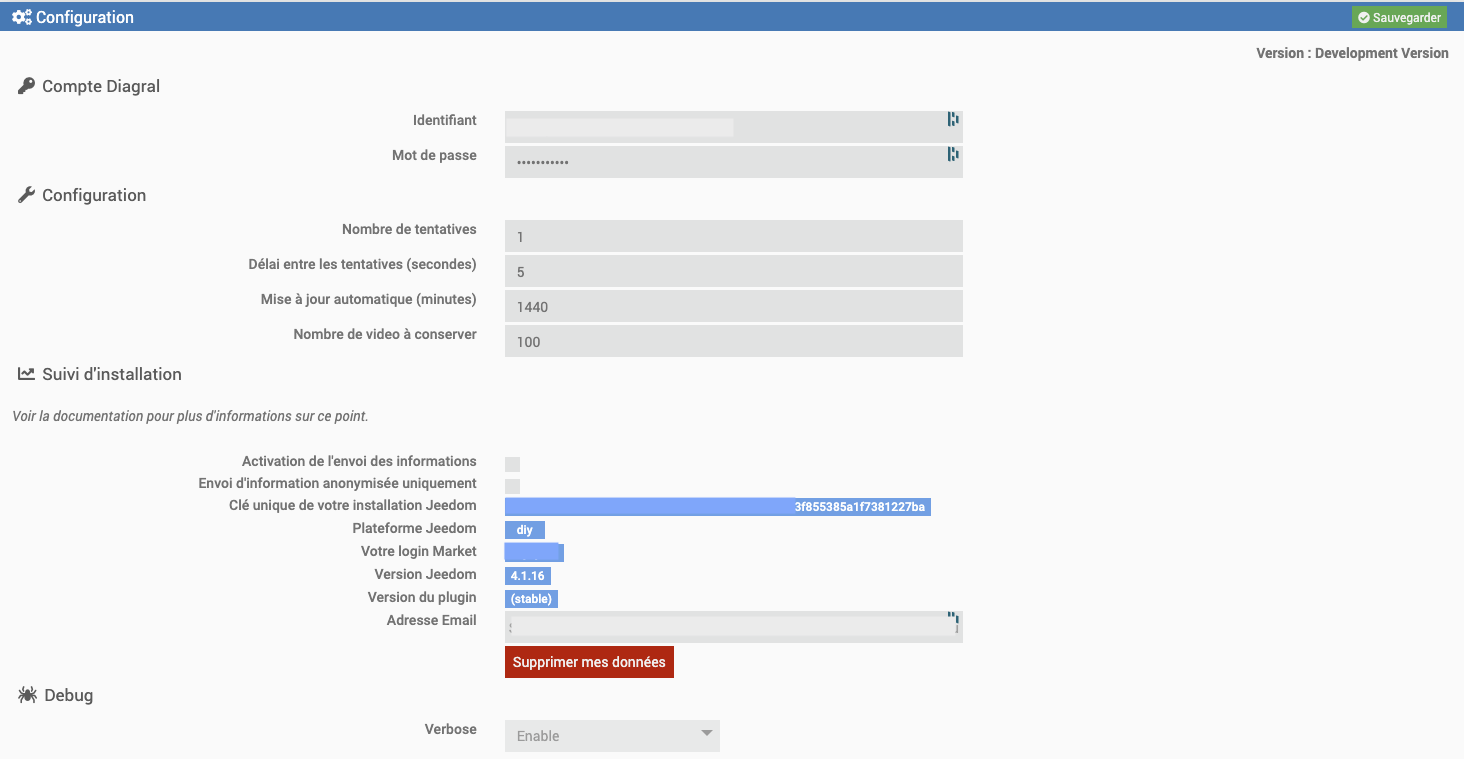 Configuration
Sauvegarder
Version : Development Version
Compte Diagral
Identifiant
Mot de passe •••••••••••
Configuration
Nombre de tentatives 1
Délai entre les tentatives (secondes) 5
Mise à jour automatique (minutes) 1440
Nombre de video à conserver 100
Suivi d'installation
Voir la documentation pour plus d'informations sur ce point.
Activation de l'envoi des informations
Envoi d'information anonymisée uniquement
Clé unique de votre installation Jeedom 3f855385a1f7381227ba
Plateforme Jeedom diy
Votre login Market
Version Jeedom 4.1.16
Version du plugin (stable)
Adresse Email
Supprimer mes données
Debug
Verbose Enable